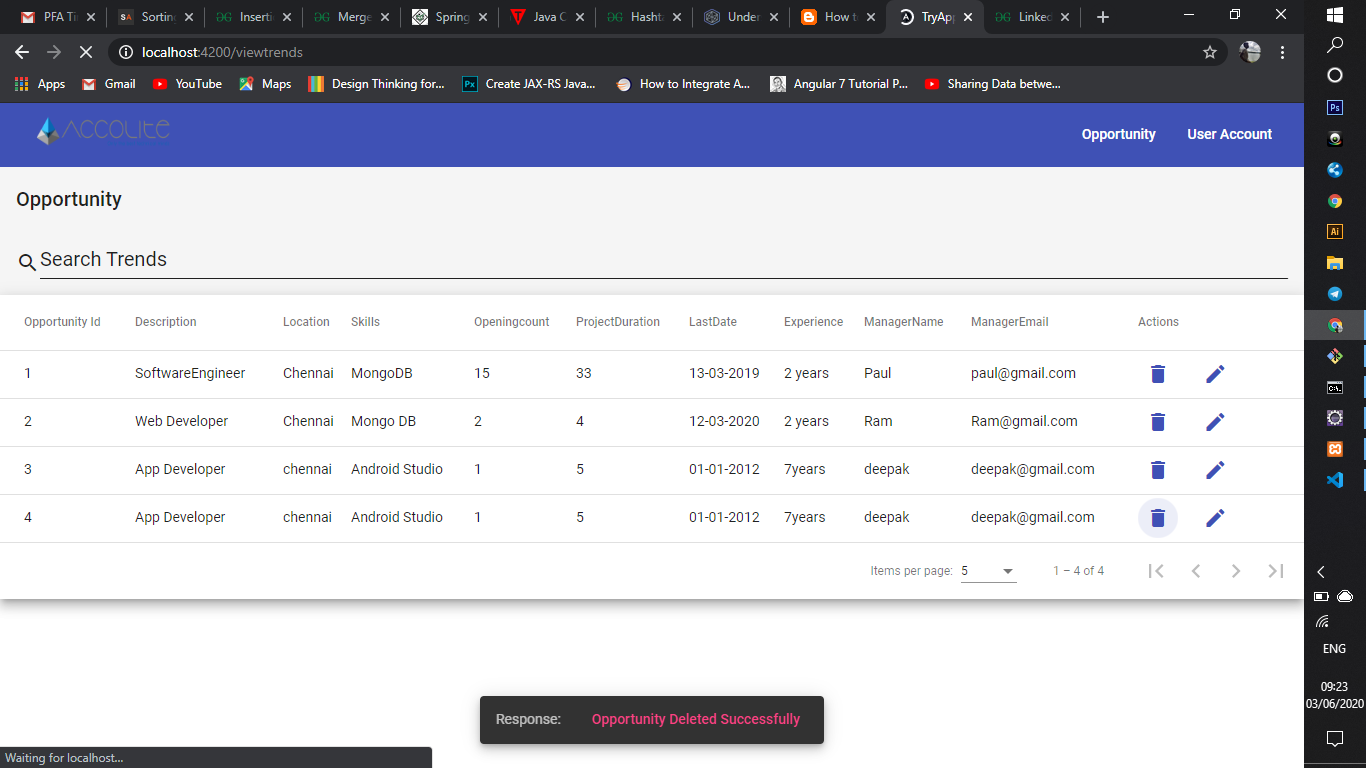 PFA Ti Sortin Inserti Merge Spring Java C Hasht Under How t TryApp Linke
localhost:4200/viewtrends
Apps Gmail YouTube Maps Design Thinking for... Create JAX-RS Java... How to Integrate A... Angular 7 Tutorial P... Sharing Data betwe...
ACCOLITE Opportunity User Account
Opportunity
Search Trends
Opportunity Id Description Location Skills Openingcount ProjectDuration LastDate Experience ManagerName ManagerEmail Actions
1 SoftwareEngineer Chennai MongoDB 15 33 13-03-2019 2 years Paul paul@gmail.com
2 Web Developer Chennai Mongo DB 2 4 12-03-2020 2 years Ram Ram@gmail.com
3 App Developer chennai Android Studio 1 5 01-01-2012 7years deepak deepak@gmail.com
4 App Developer chennai Android Studio 1 5 01-01-2012 7years deepak deepak@gmail.com
Items per page: 5 1 – 4 of 4
Response: Opportunity Deleted Successfully
Waiting for localhost...
Ps
Ai
ENG
09:23
03/06/2020